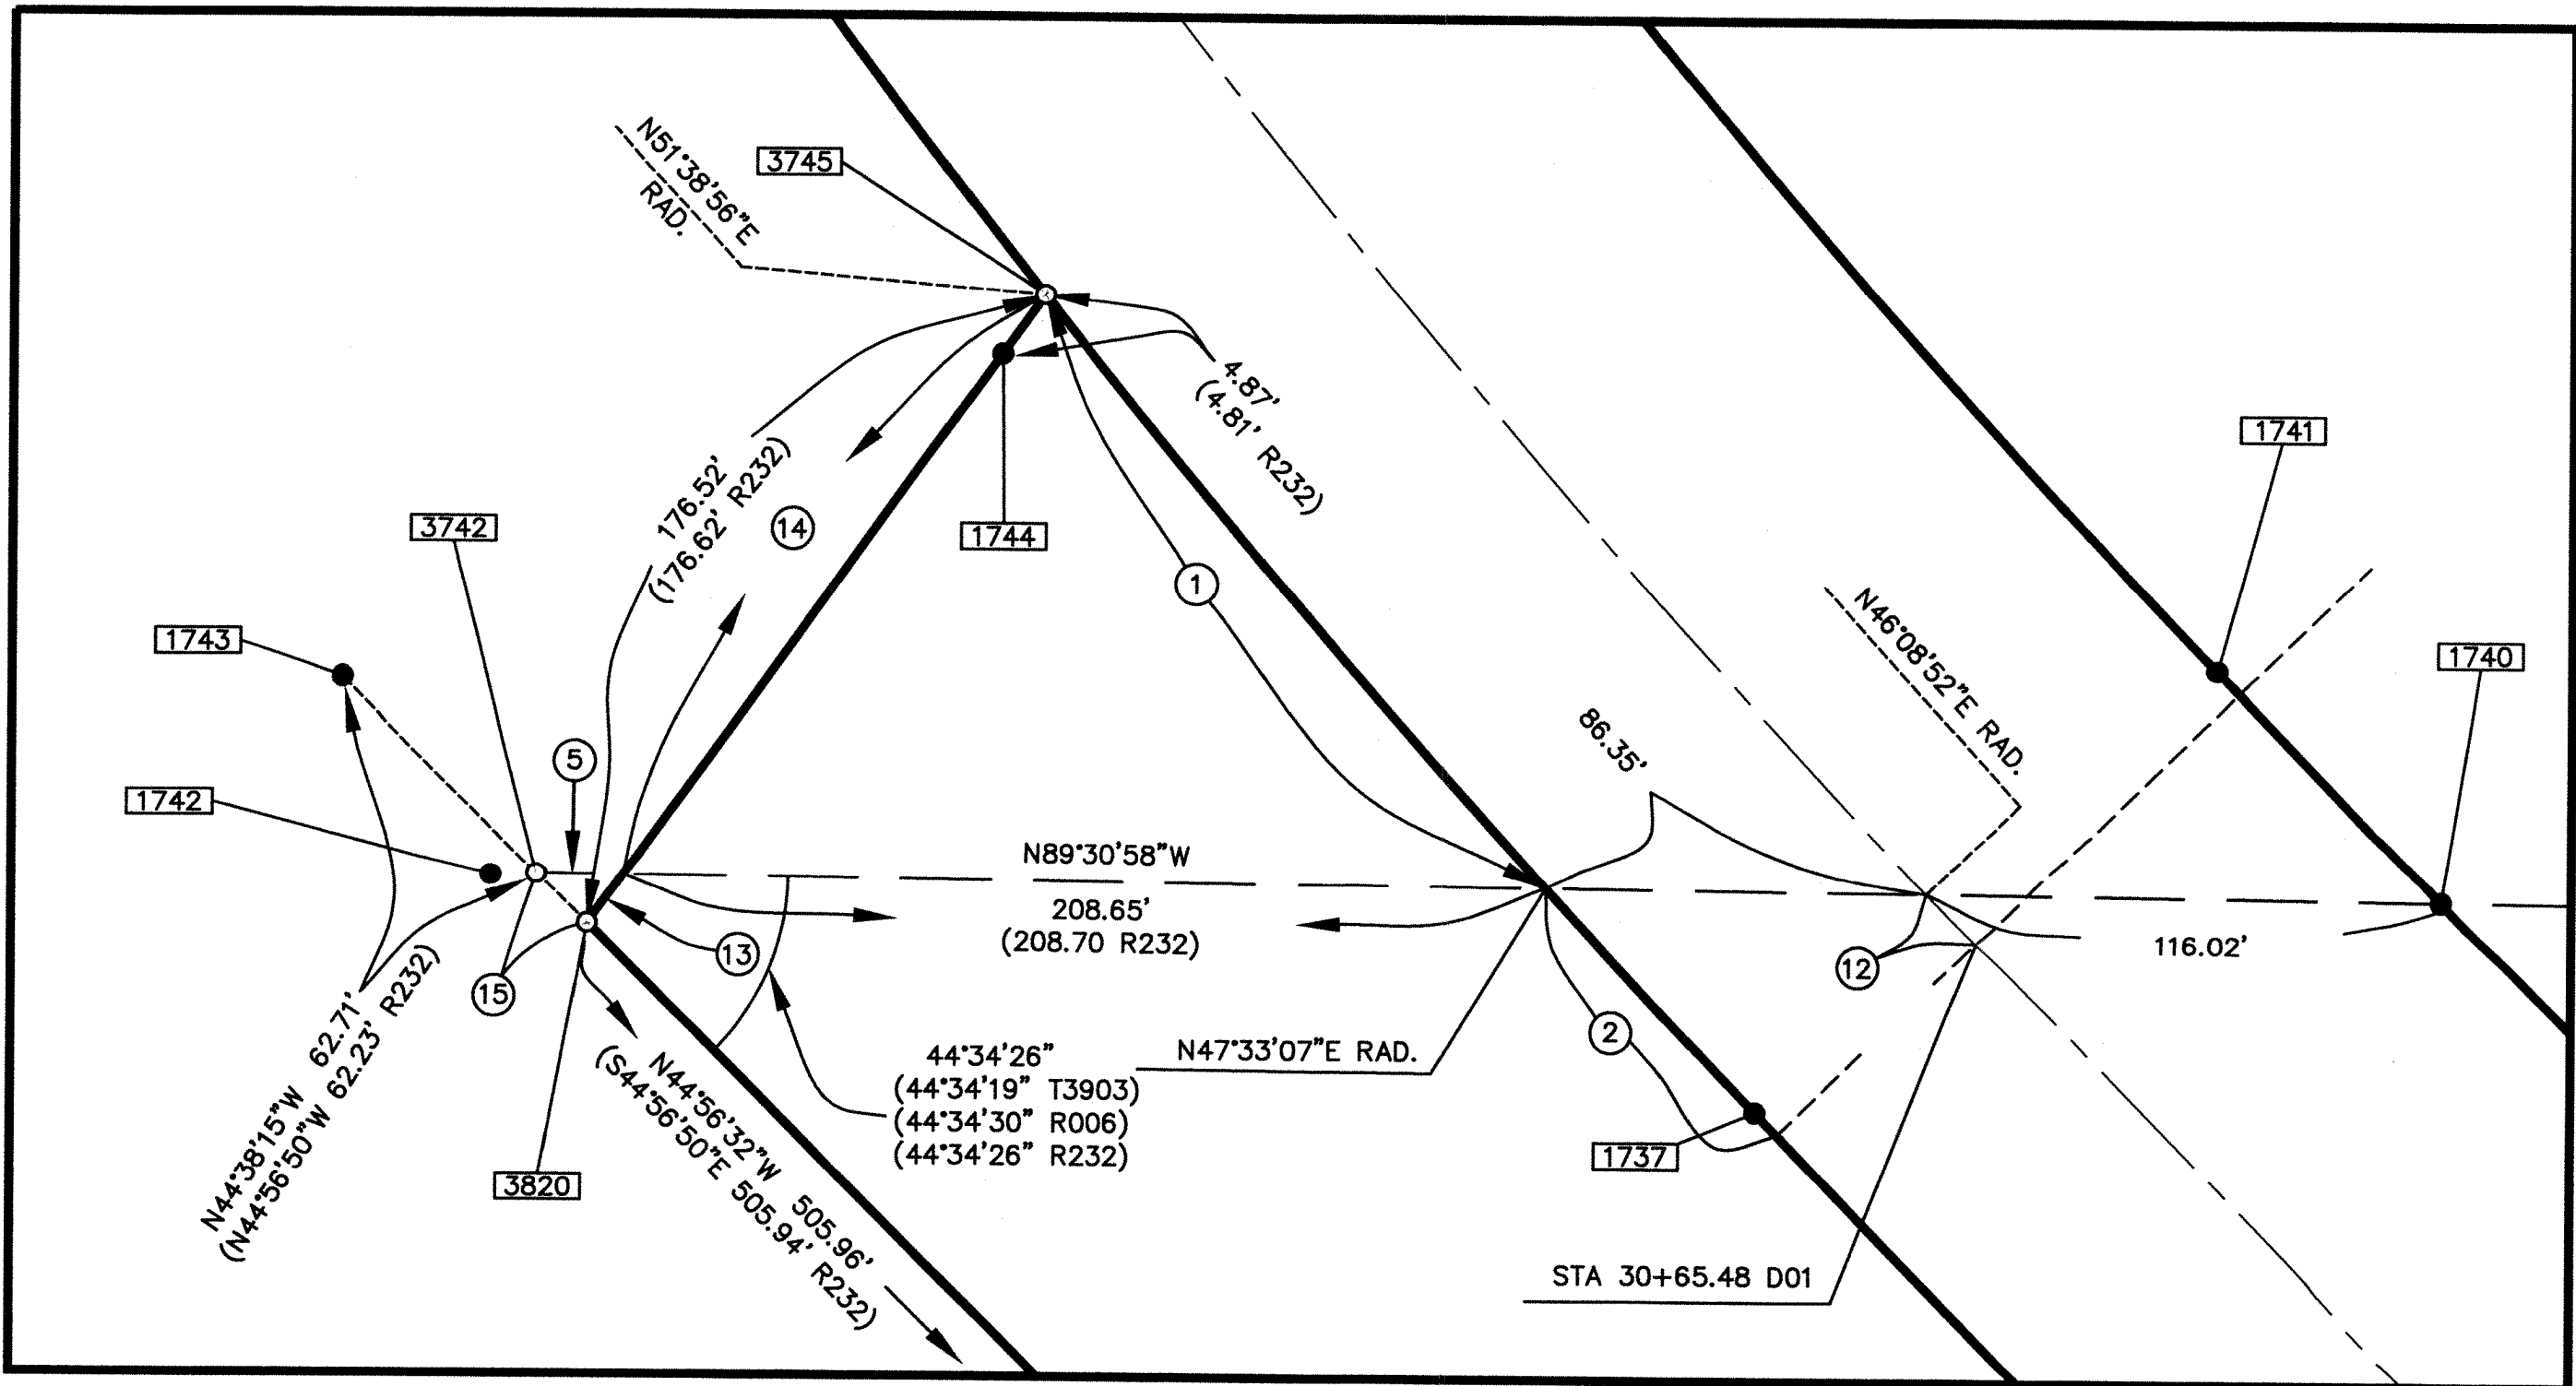 N51°38'56"E
RAD.
3745
4.87'
(4.81' R232)
1741
176.52'
(176.62' R232)
14
3742
1744
1
1743
N46°08'52"E RAD.
1740
86.35'
5
1742
N89°30'58"W
208.65'
(208.70 R232)
13
15
12
116.02'
N44°38'15"W 62.71'
(N44°56'50"W 62.23' R232)
2
N47°33'07"E RAD.
44°34'26"
(44°34'19" T3903)
(44°34'30" R006)
(44°34'26" R232)
N44°56'32"W 505.96'
(S44°56'50"E 505.94' R232)
1737
3820
STA 30+65.48 D01